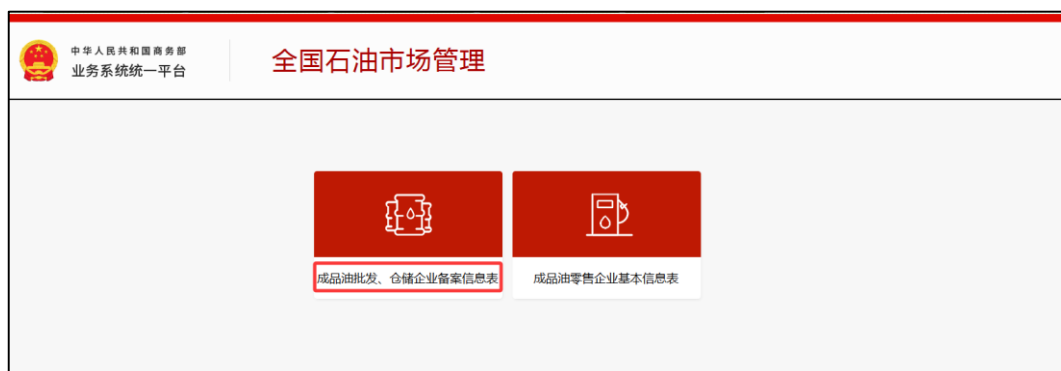 中华人民共和国商务部
业务系统统一平台
全国石油市场管理
成品油批发、仓储企业备案信息表
成品油零售企业基本信息表